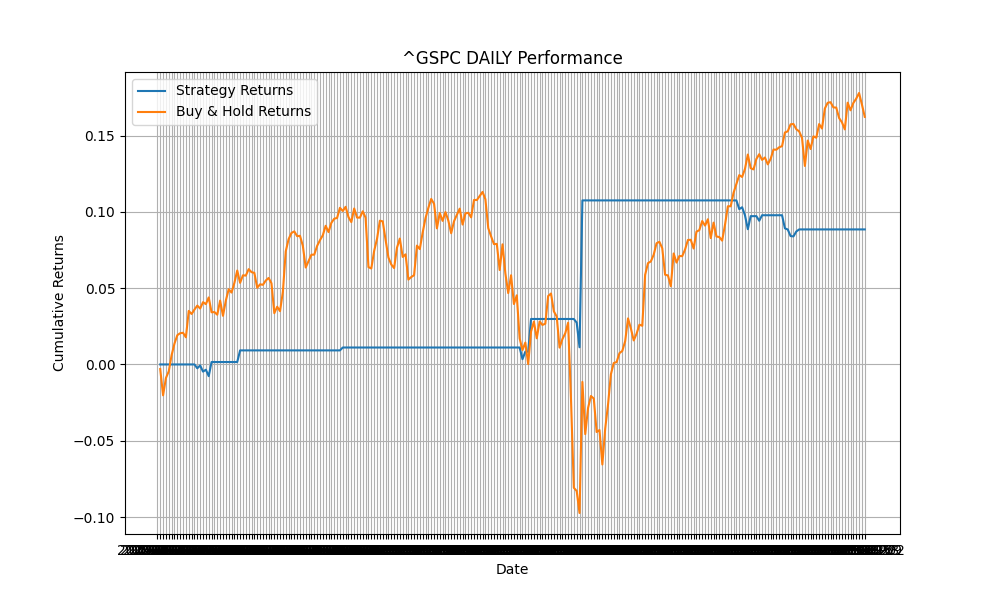 ^GSPC DAILY Performance
Strategy Returns
Buy & Hold Returns
0.15
0.10
0.05
0.00
−0.05
−0.10
Cumulative Returns
Date